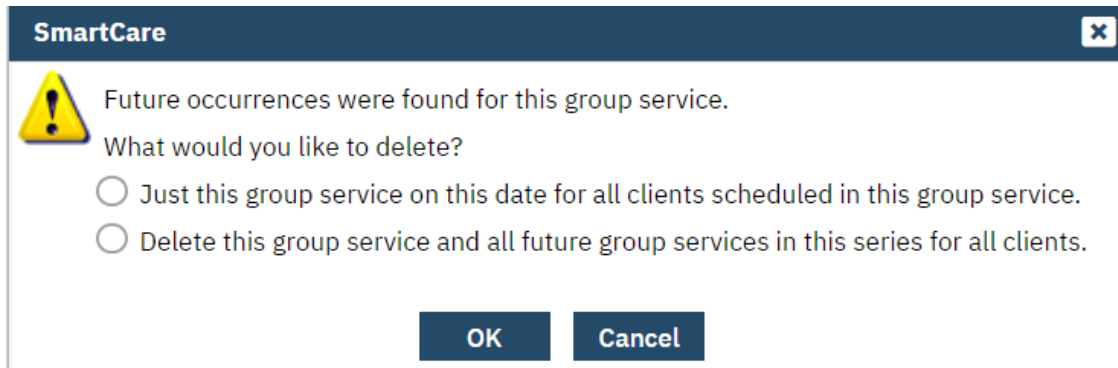 SmartCare
Future occurrences were found for this group service.
What would you like to delete?
Just this group service on this date for all clients scheduled in this group service.
Delete this group service and all future group services in this series for all clients.
OK
Cancel